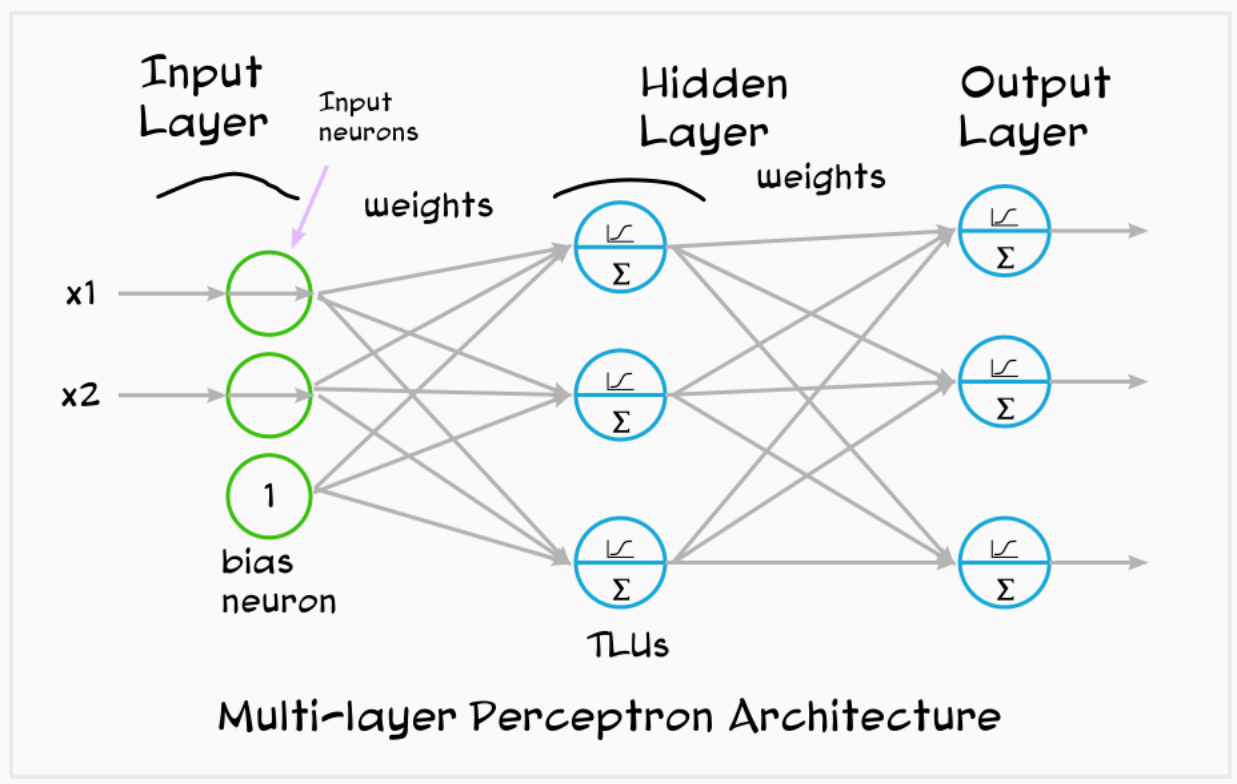 Input
Layer
Input
neurons
weights
Hidden
Layer
weights
Output
Layer
x1
x2
1
bias
neuron
Σ
Σ
Σ
Σ
Σ
Σ
TLUs
Multi-layer Perceptron Architecture